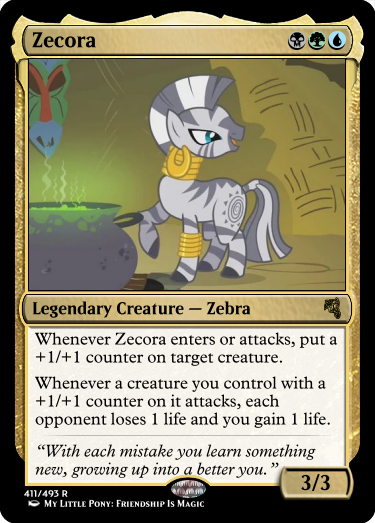 Zecora
Legendary Creature — Zebra
Whenever Zecora enters or attacks, put a
+1/+1 counter on target creature.
Whenever a creature you control with a
+1/+1 counter on it attacks, each
opponent loses 1 life and you gain 1 life.
“With each mistake you learn something
new, growing up into a better you.”
3/3
411/493 R
My Little Pony: Friendship Is Magic